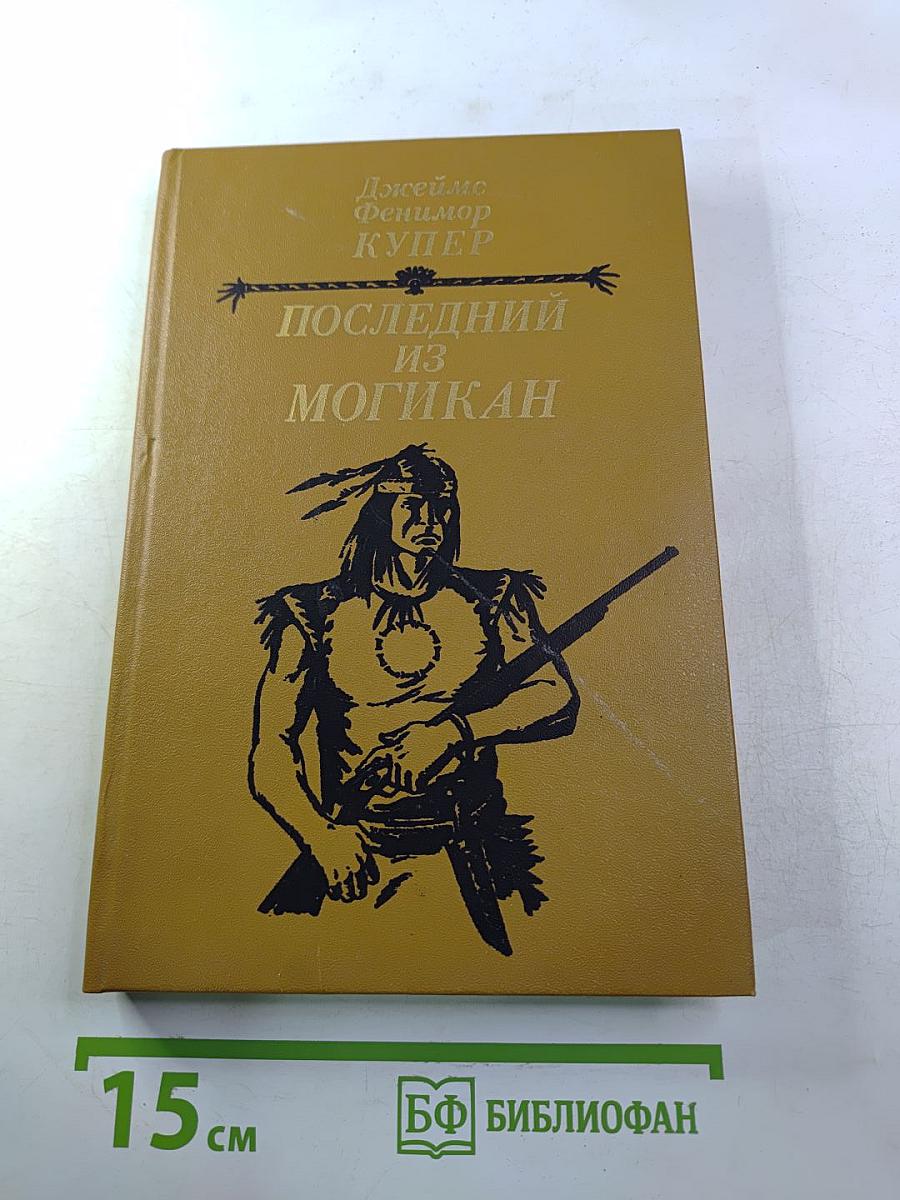 Джеймс
Фенимор
КУПЕР
ПОСЛЕДНИЙ
ИЗ
МОГИКАН
15 см
БФ БИБЛИОФАН